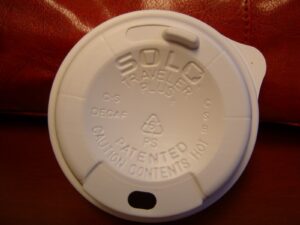 SOLO
TRAVELER
PLUS
C-S
DECAF
PS
PATENTED
CAUTION CONTENTS HOT